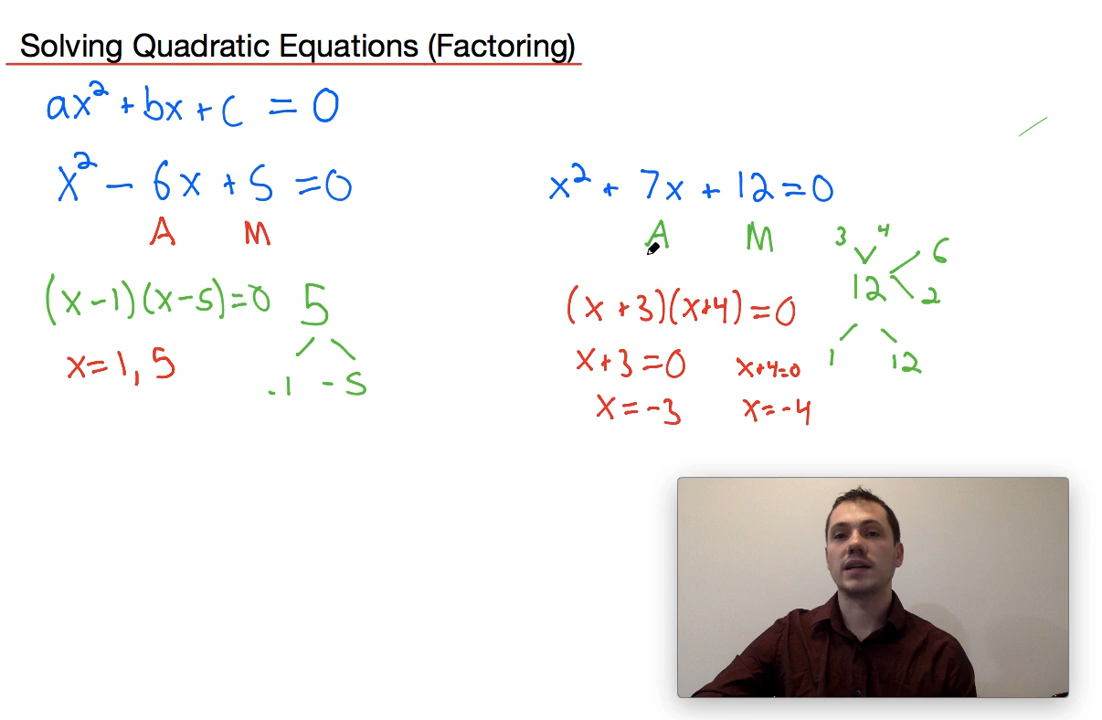 Solving Quadratic Equations (Factoring)
ax² + bx + c = 0
x² - 6x + 5 = 0
A M
(x-1)(x-5)=0
5
-1 -5
x=1, 5
x² + 7x + 12 = 0
A M
3 4
12
6
2
1 12
(x+3)(x+4)=0
x+3=0 x+4=0
x=-3 x=-4